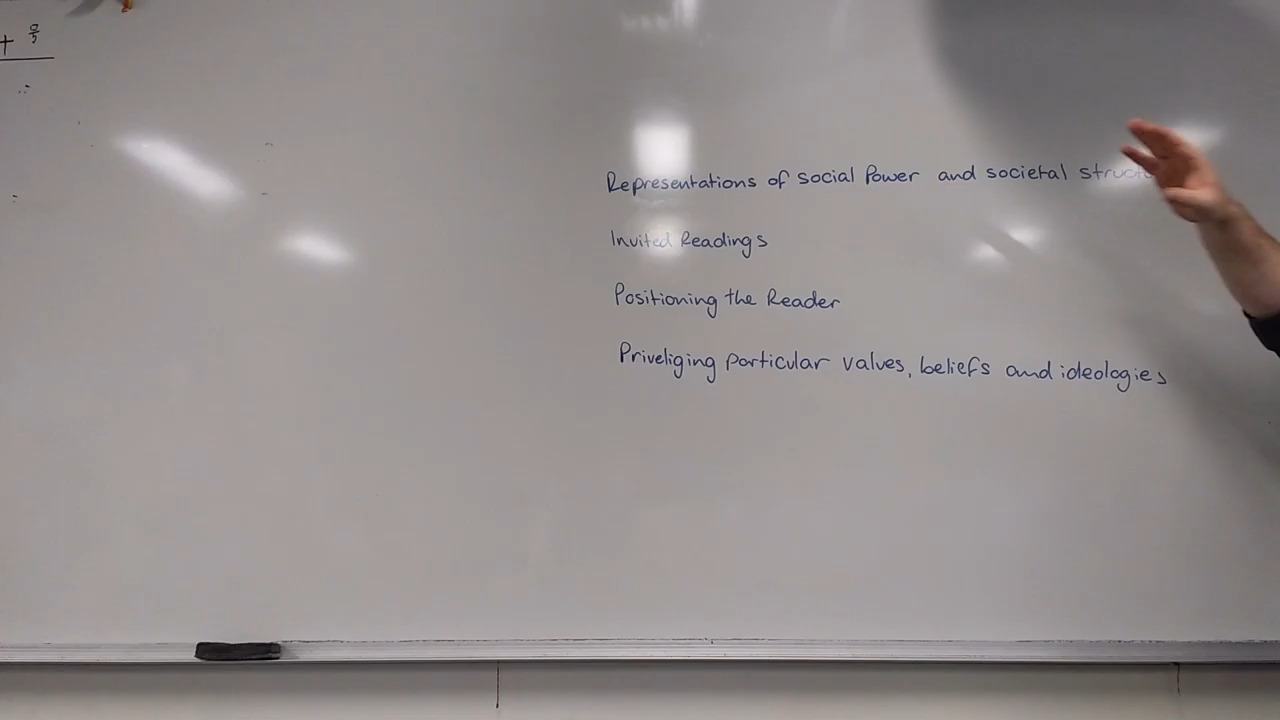 Representations of social Power and societal
Invited Readings
Positioning the Reader
Priveliging particular values, beliefs and ideologies